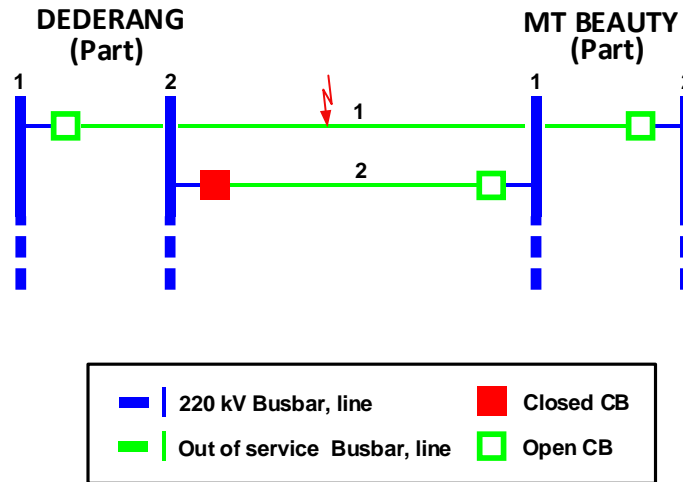 DEDERANG
(Part)
MT BEAUTY
(Part)
1
2
1
1
2
220 kV Busbar, line
Closed CB
Out of service Busbar, line
Open CB